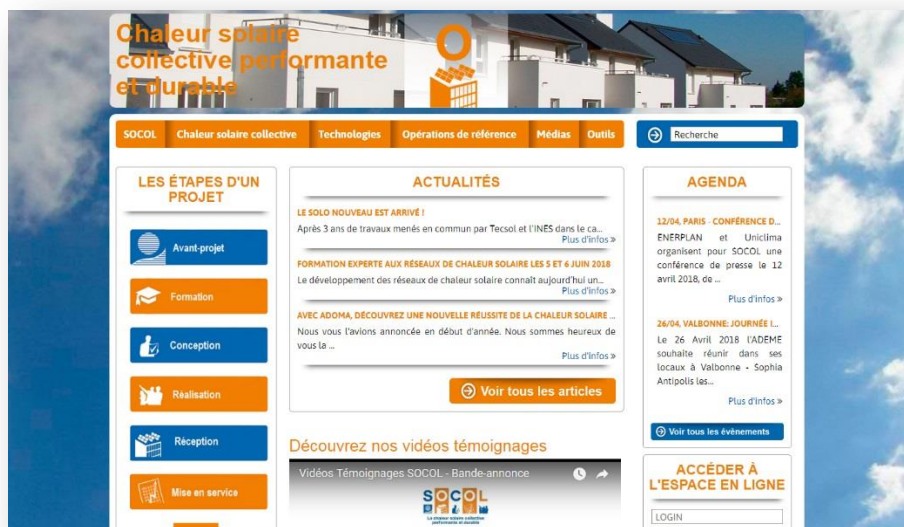 Chaleur solaire
collective performante
et durable
SOCOL Chaleur solaire collective Technologies Opérations de référence Médias Outils
Recherche
LES ÉTAPES D'UN
PROJET
Avant-projet
Formation
Conception
Réalisation
Réception
Mise en service
ACTUALITÉS
LE SOLO NOUVEAU EST ARRIVÉ !
Après 3 ans de travaux menés en commun par Tecsol et l'INES dans le ca...
Plus d'infos »
FORMATION EXPERTE AUX RÉSEAUX DE CHALEUR SOLAIRE LES 5 ET 6 JUIN 2018
Le développement des réseaux de chaleur solaire connaît aujourd'hui un...
Plus d'infos »
AVEC ADOMA, DÉCOUVREZ UNE NOUVELLE RÉUSSITE DE LA CHALEUR SOLAIRE ...
Nous vous l'avions annoncée en début d'année. Nous sommes heureux de
vous la ...
Plus d'infos »
Voir tous les articles
Découvrez nos vidéos témoignages
Vidéos Témoignages SOCOL - Bande-annonce
SOCOL
La chaleur solaire collective
performante et durable
AGENDA
12/04, PARIS - CONFÉRENCE D...
ENERPLAN et Uniclima
organisent pour SOCOL une
conférence de presse le 12
avril 2018, de ...
Plus d'infos »
26/04, VALBONNE: JOURNÉE I...
Le 26 Avril 2018 l'ADEME
souhaite réunir dans ses
locaux à Valbonne - Sophia
Antipolis les...
Plus d'infos »
Voir tous les évènements
ACCÉDER À
L'ESPACE EN LIGNE
LOGIN